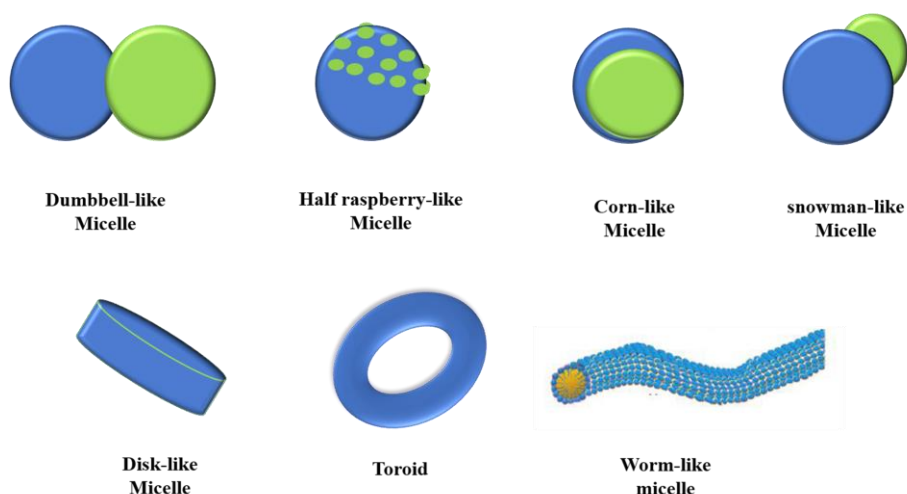 Dumbbell-like
Micelle
Half raspberry-like
Micelle
Corn-like
Micelle
snowman-like
Micelle
Disk-like
Micelle
Toroid
Worm-like
micelle